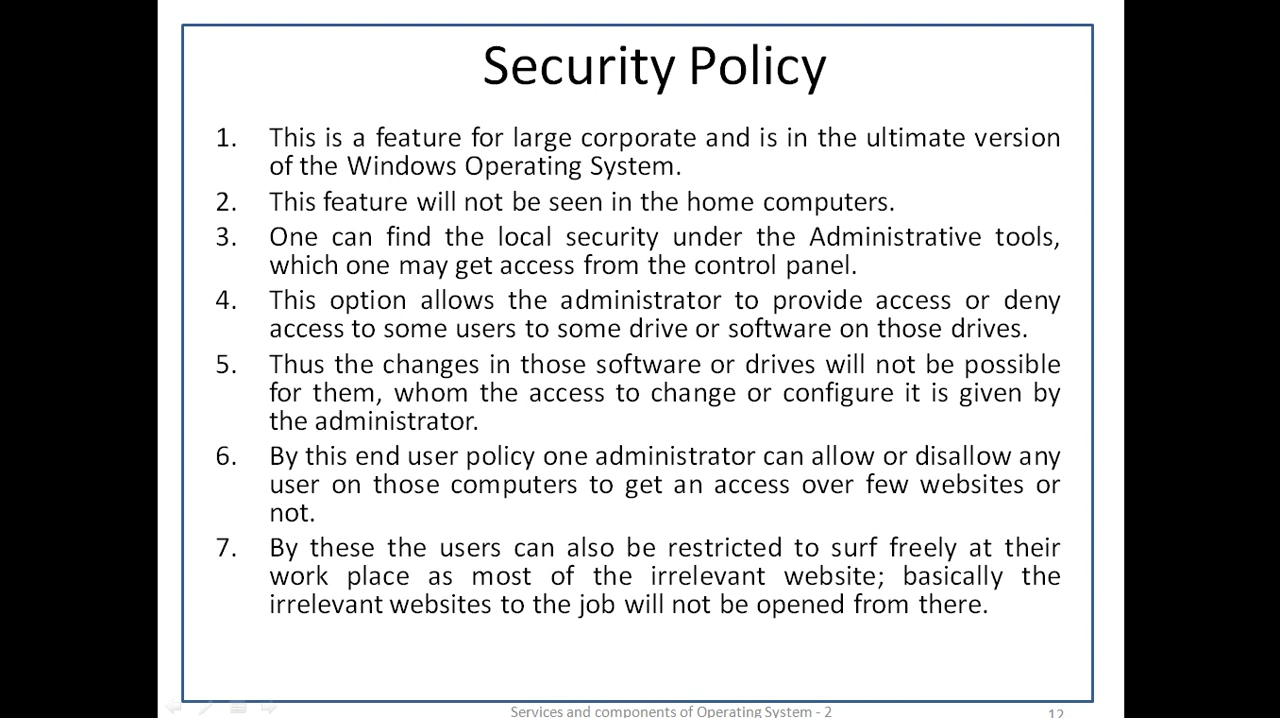 Security Policy
1. This is a feature for large corporate and is in the ultimate version
of the Windows Operating System.
2. This feature will not be seen in the home computers.
3. One can find the local security under the Administrative tools,
which one may get access from the control panel.
4. This option allows the administrator to provide access or deny
access to some users to some drive or software on those drives.
5. Thus the changes in those software or drives will not be possible
for them, whom the access to change or configure it is given by
the administrator.
6. By this end user policy one administrator can allow or disallow any
user on those computers to get an access over few websites or
not.
7. By these the users can also be restricted to surf freely at their
work place as most of the irrelevant website; basically the
irrelevant websites to the job will not be opened from there.
Services and components of Operating System - 2
12